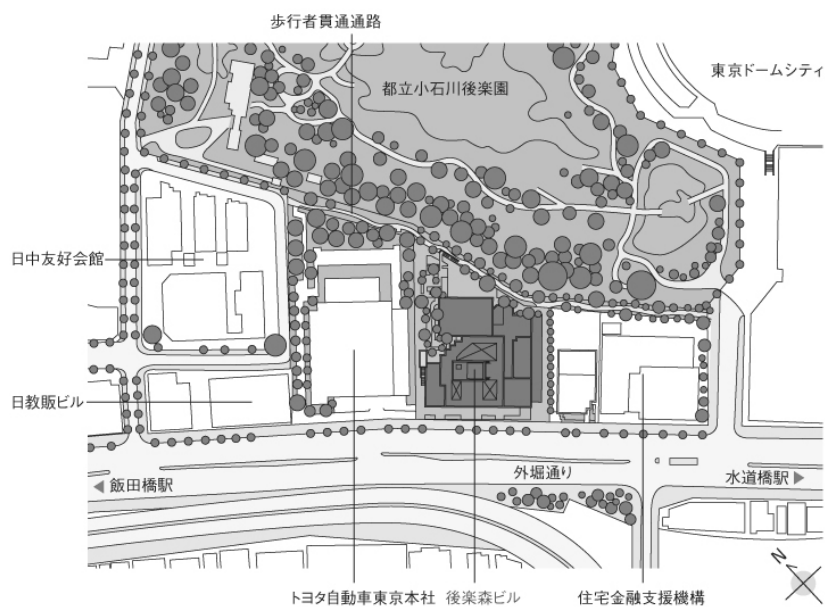 歩行者貫通通路
東京ドームシティ
都立小石川後楽園
日中友好会館
日教販ビル
外堀通り
水道橋駅
飯田橋駅
N
トヨタ自動車東京本社
後楽森ビル
住宅金融支援機構